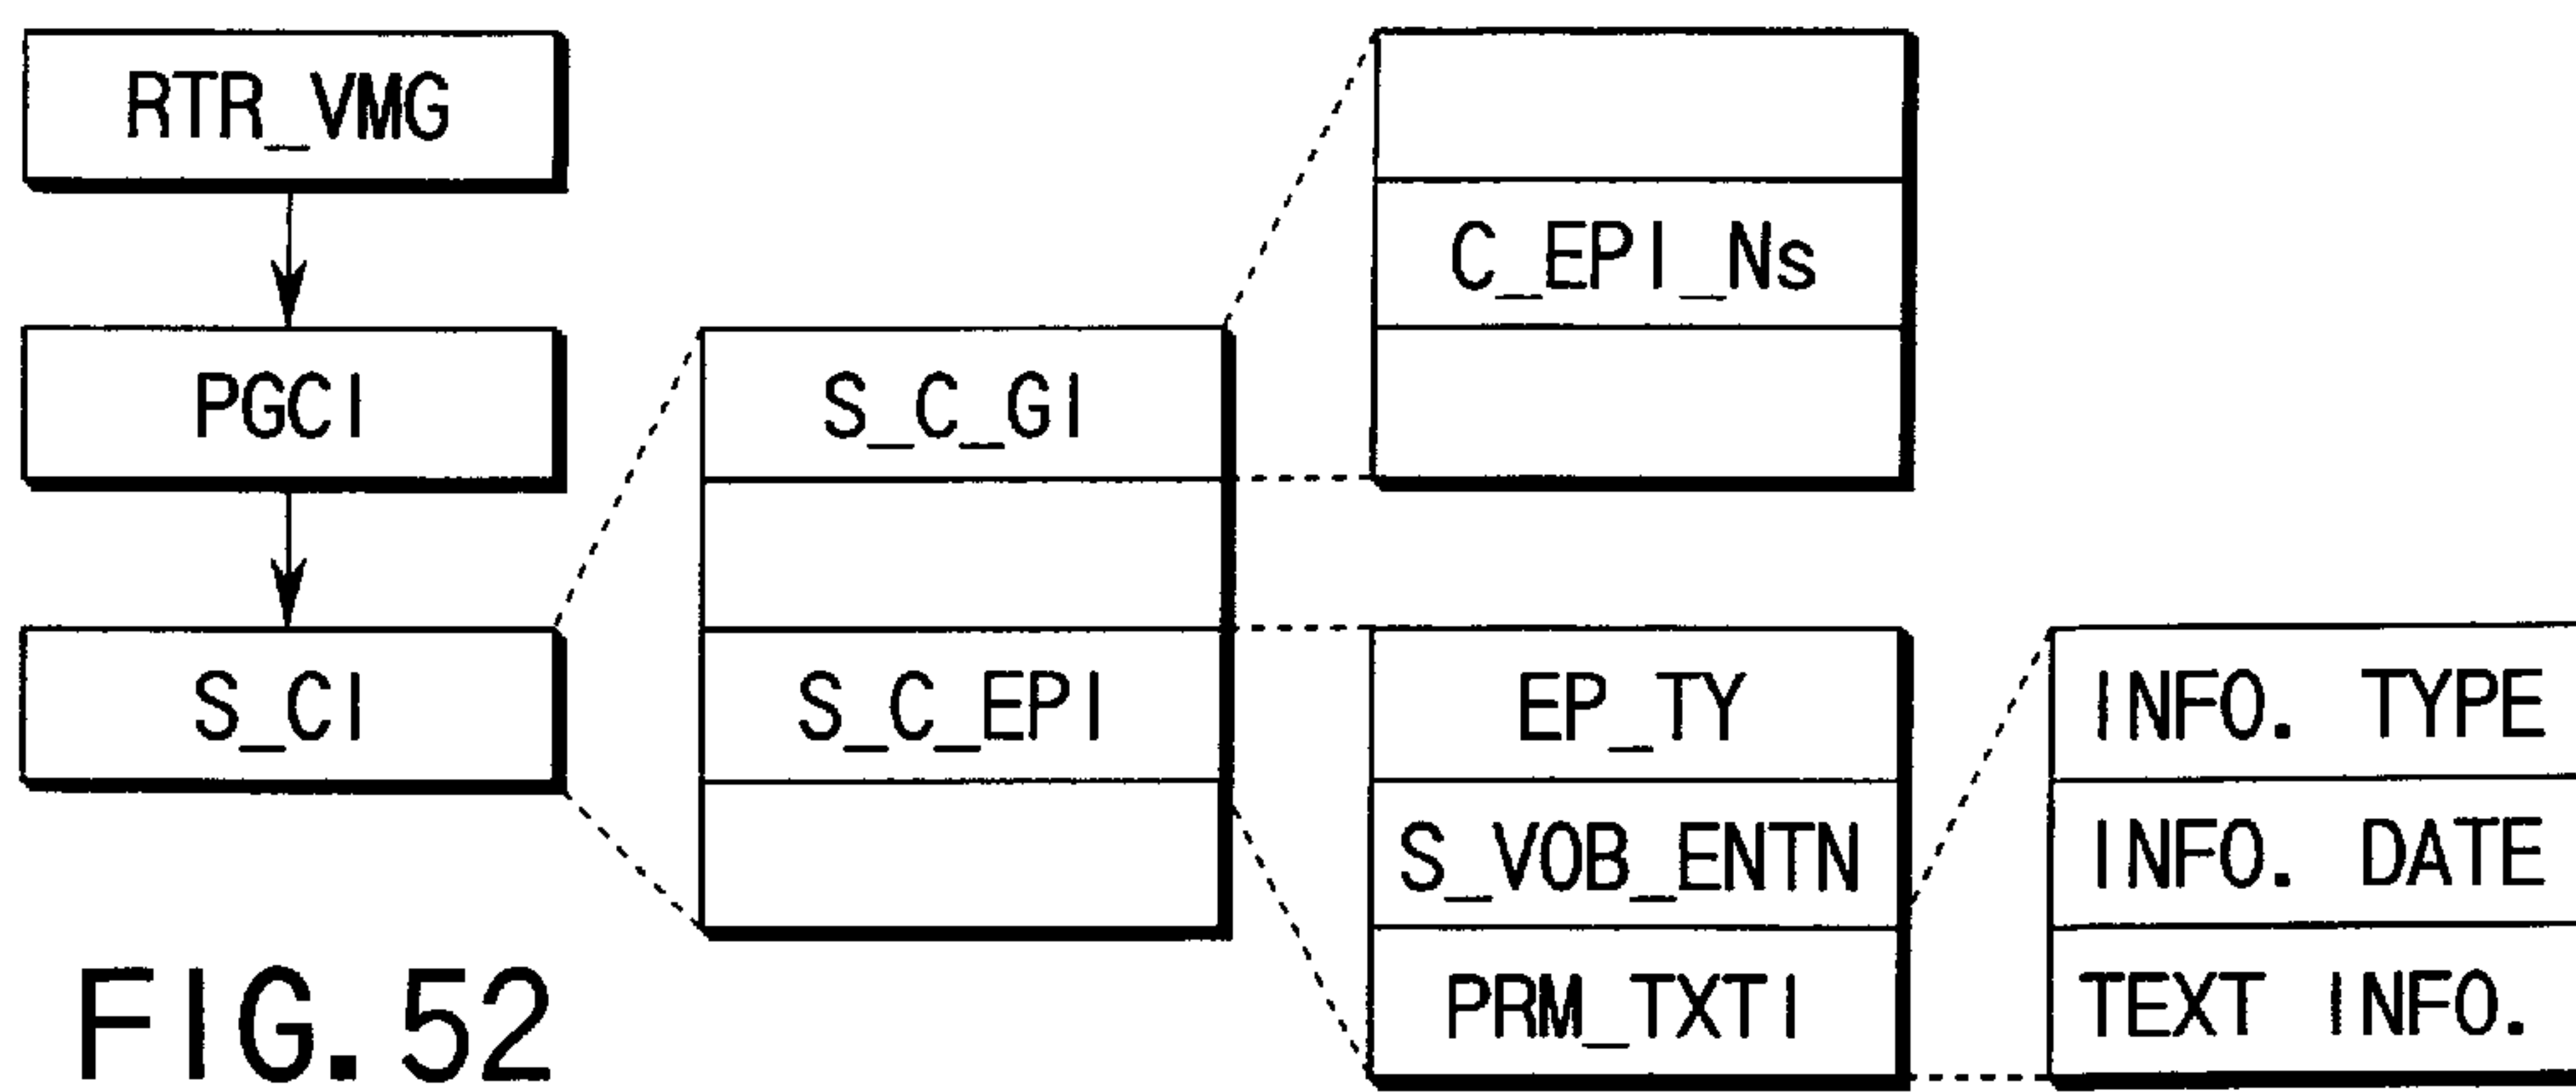 RTR_VMG
PGCI
S_CI
S_C_GI
S_C_EPI
C_EPI_Ns
EP_TY
S_VOB_ENTN
PRM_TXTI
INFO. TYPE
INFO. DATE
TEXT INFO.
FIG. 52